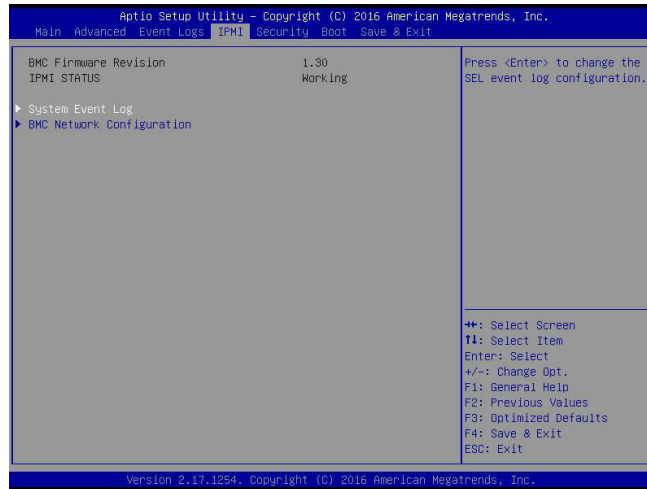 Aptio Setup Utility - Copyright (C) 2016 American Megatrends, Inc.
Main Advanced Event Logs IPMI Security Boot Save & Exit
BMC Firmware Revision 1.30
IPMI STATUS Working
System Event Log
BMC Network Configuration
Press <Enter> to change the
SEL event log configuration.
→←: Select Screen
↑↓: Select Item
Enter: Select
+/-: Change Opt.
F1: General Help
F2: Previous Values
F3: Optimized Defaults
F4: Save & Exit
ESC: Exit
Version 2.17.1254. Copyright (C) 2016 American Megatrends, Inc.